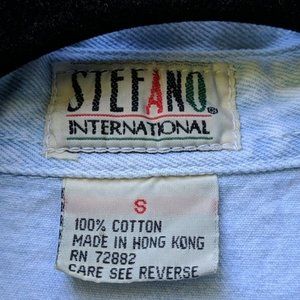 STEFANO®
INTERNATIONAL
S
100% COTTON
MADE IN HONG KONG
RN 72882
CARE SEE REVERSE